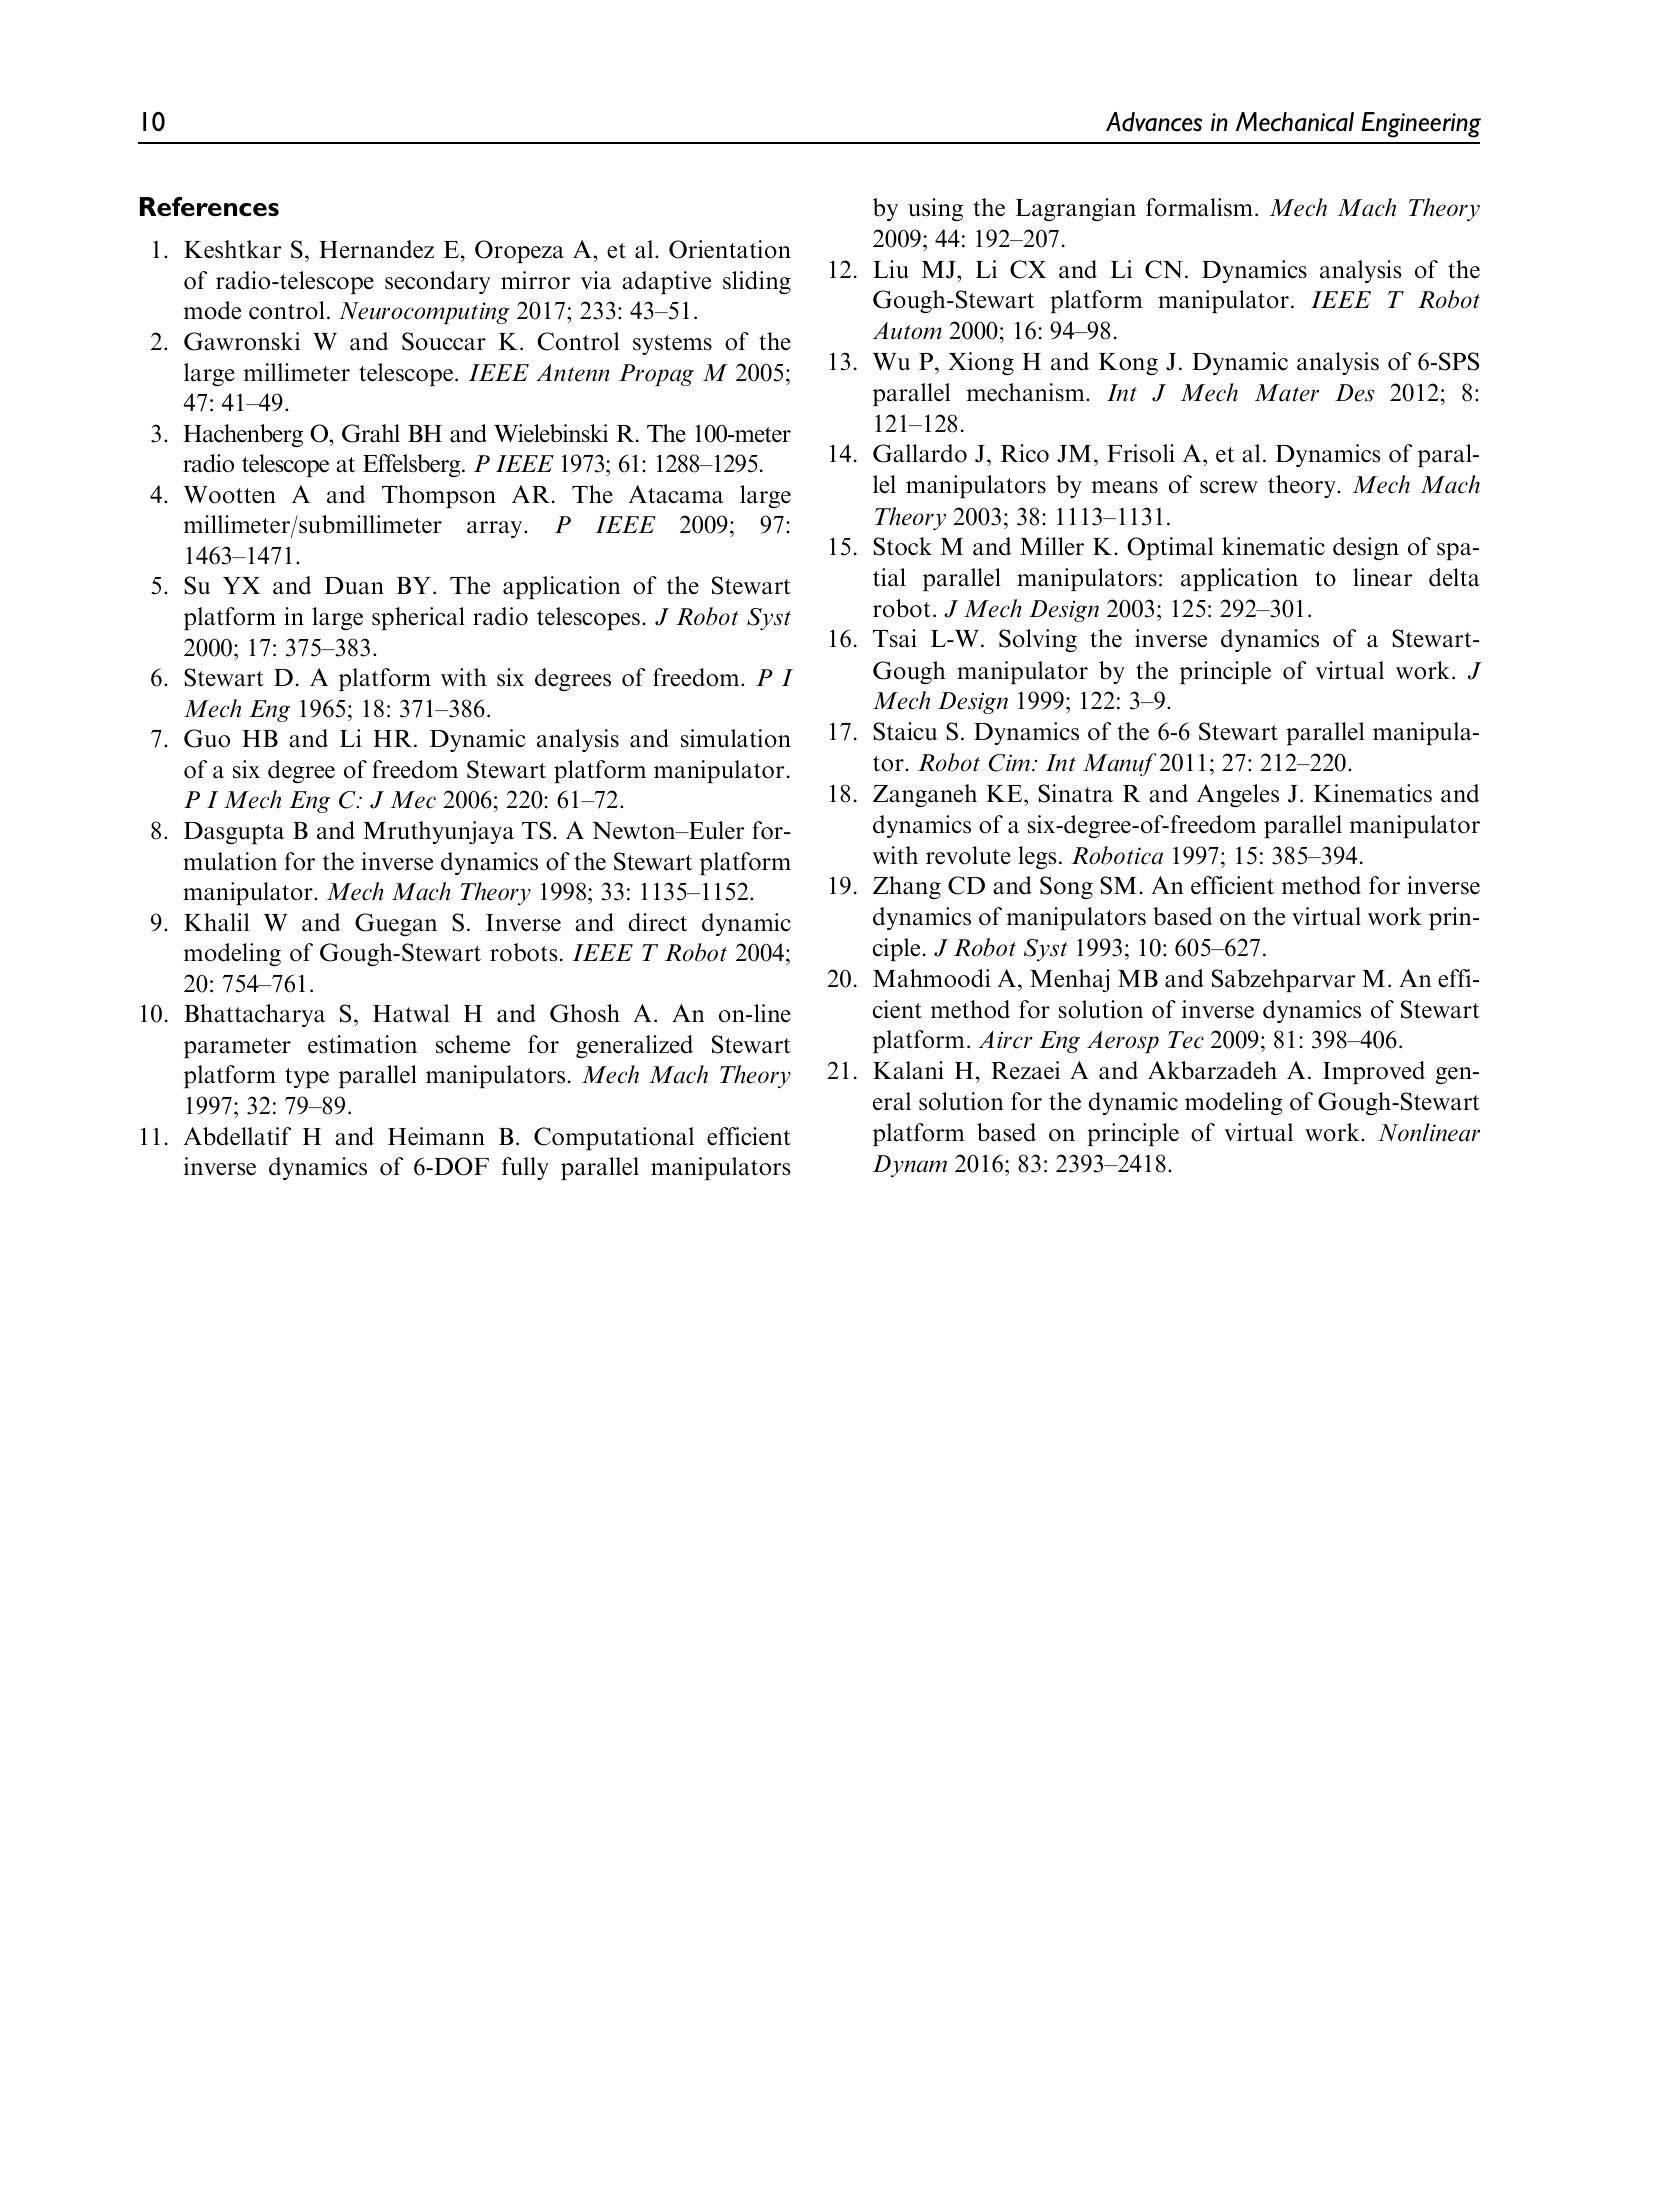 10
Advances in Mechanical Engineering
References
1. Keshtkar S, Hernandez E, Oropeza A, et al. Orientation
of radio-telescope secondary mirror via adaptive sliding
mode control. Neurocomputing 2017; 233: 43–51.
2. Gawronski W and Souccar K. Control systems of the
large millimeter telescope. IEEE Antenn Propag M 2005;
47: 41–49.
3. Hachenberg O, Grahl BH and Wielebinski R. The 100-meter
radio telescope at Effelsberg. P IEEE 1973; 61: 1288–1295.
4. Wootten A and Thompson AR. The Atacama large
millimeter/submillimeter array. P IEEE 2009; 97:
1463–1471.
5. Su YX and Duan BY. The application of the Stewart
platform in large spherical radio telescopes. J Robot Syst
2000; 17: 375–383.
6. Stewart D. A platform with six degrees of freedom. P I
Mech Eng 1965; 18: 371–386.
7. Guo HB and Li HR. Dynamic analysis and simulation
of a six degree of freedom Stewart platform manipulator.
P I Mech Eng C: J Mec 2006; 220: 61–72.
8. Dasgupta B and Mruthyunjaya TS. A Newton–Euler for-
mulation for the inverse dynamics of the Stewart platform
manipulator. Mech Mach Theory 1998; 33: 1135–1152.
9. Khalil W and Guegan S. Inverse and direct dynamic
modeling of Gough-Stewart robots. IEEE T Robot 2004;
20: 754–761.
10. Bhattacharya S, Hatwal H and Ghosh A. An on-line
parameter estimation scheme for generalized Stewart
platform type parallel manipulators. Mech Mach Theory
1997; 32: 79–89.
11. Abdellatif H and Heimann B. Computational efficient
inverse dynamics of 6-DOF fully parallel manipulators
by using the Lagrangian formalism. Mech Mach Theory
2009; 44: 192–207.
12. Liu MJ, Li CX and Li CN. Dynamics analysis of the
Gough-Stewart platform manipulator. IEEE T Robot
Autom 2000; 16: 94–98.
13. Wu P, Xiong H and Kong J. Dynamic analysis of 6-SPS
parallel mechanism. Int J Mech Mater Des 2012; 8:
121–128.
14. Gallardo J, Rico JM, Frisoli A, et al. Dynamics of paral-
lel manipulators by means of screw theory. Mech Mach
Theory 2003; 38: 1113–1131.
15. Stock M and Miller K. Optimal kinematic design of spa-
tial parallel manipulators: application to linear delta
robot. J Mech Design 2003; 125: 292–301.
16. Tsai L-W. Solving the inverse dynamics of a Stewart-
Gough manipulator by the principle of virtual work. J
Mech Design 1999; 122: 3–9.
17. Staicu S. Dynamics of the 6-6 Stewart parallel manipula-
tor. Robot Cim: Int Manuf 2011; 27: 212–220.
18. Zanganeh KE, Sinatra R and Angeles J. Kinematics and
dynamics of a six-degree-of-freedom parallel manipulator
with revolute legs. Robotica 1997; 15: 385–394.
19. Zhang CD and Song SM. An efficient method for inverse
dynamics of manipulators based on the virtual work prin-
ciple. J Robot Syst 1993; 10: 605–627.
20. Mahmoodi A, Menhaj MB and Sabzehparvar M. An effi-
cient method for solution of inverse dynamics of Stewart
platform. Aircr Eng Aerosp Tec 2009; 81: 398–406.
21. Kalani H, Rezaei A and Akbarzadeh A. Improved gen-
eral solution for the dynamic modeling of Gough-Stewart
platform based on principle of virtual work. Nonlinear
Dynam 2016; 83: 2393–2418.